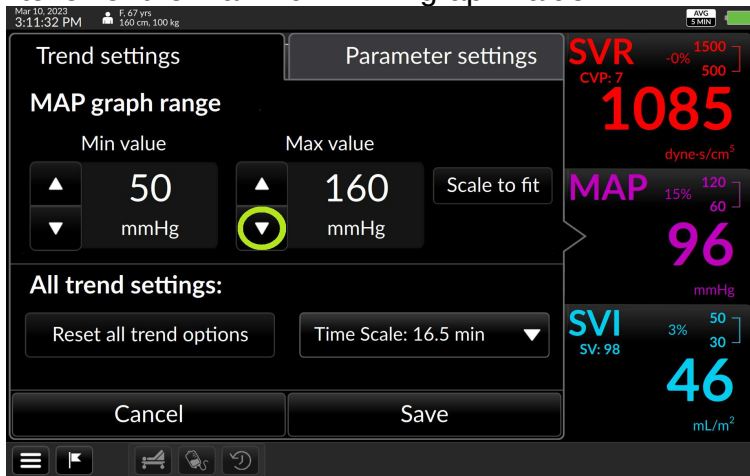 Mar 10, 2023
3:11:32 PM
F, 67 yrs
160 cm, 100 kg
AVG
5 MIN
Trend settings
Parameter settings
MAP graph range
Min value
Max value
50
mmHg
160
mmHg
Scale to fit
All trend settings:
Reset all trend options
Time Scale: 16.5 min
Cancel
Save
SVR
CVP: 7
-0%
1500
500
1085
dyne-s/cm⁵
MAP
15%
120
60
96
mmHg
SVI
SV: 98
3%
50
30
46
mL/m²